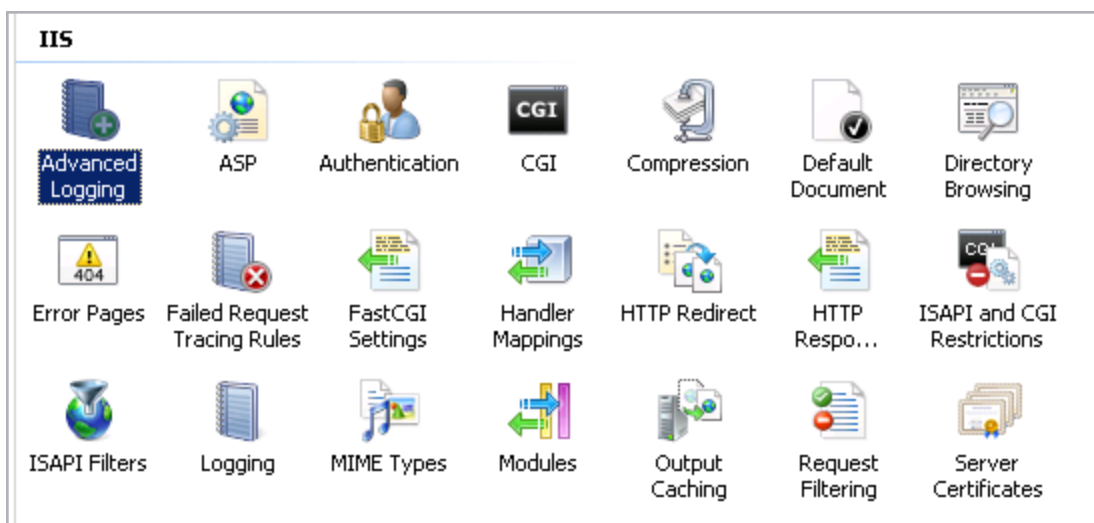 IIS
CGI
Advanced
Logging
ASP
Authentication
CGI
Compression
Default
Document
Directory
Browsing
404
CGI
Error Pages
Failed Request
Tracing Rules
FastCGI
Settings
Handler
Mappings
HTTP Redirect
HTTP
Respo...
ISAPI and CGI
Restrictions
ISAPI Filters
Logging
MIME Types
Modules
Output
Caching
Request
Filtering
Server
Certificates